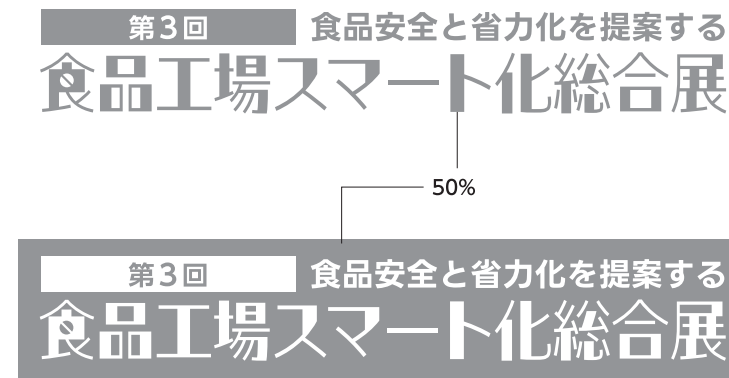 第3回 食品安全と省力化を提案する
食品工場スマート化総合展
50%
第3回 食品安全と省力化を提案する
食品工場スマート化総合展